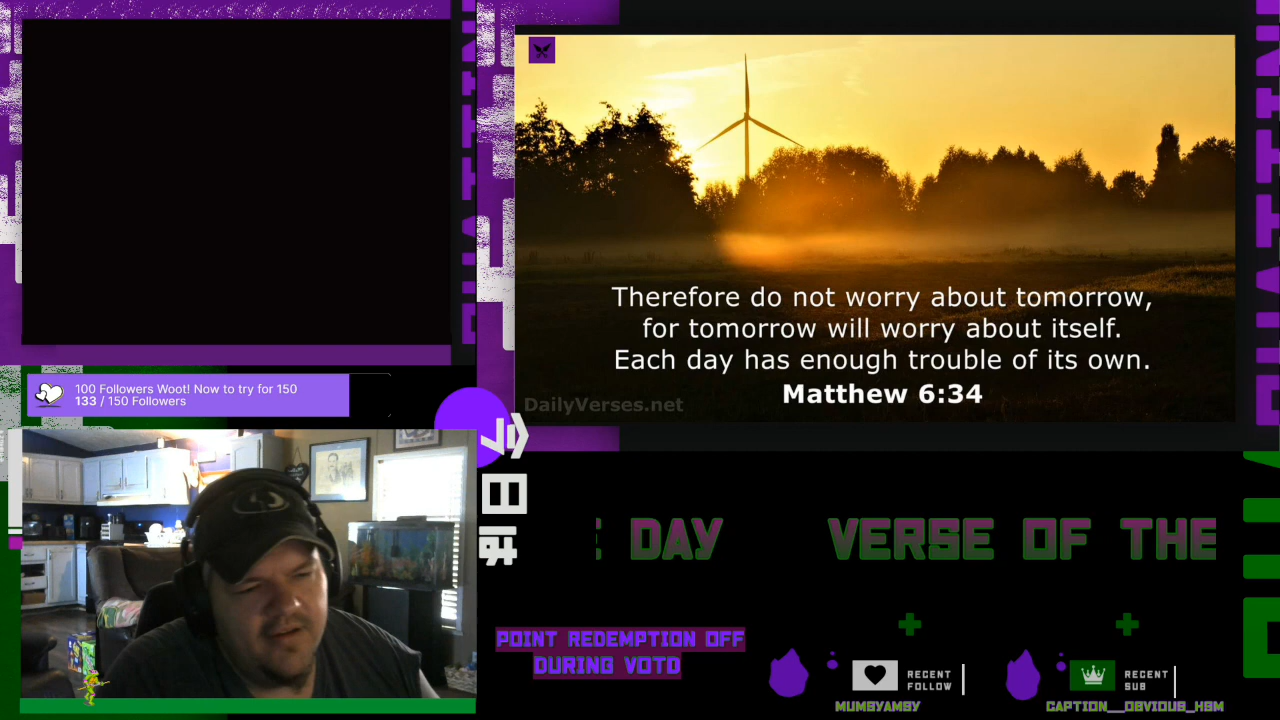 Therefore do not worry about tomorrow,
for tomorrow will worry about itself.
Each day has enough trouble of its own.
Matthew 6:34
DailyVerses.net
100 Followers Woot! Now to try for 150
133 / 150 Followers
E DAY VERSE OF THE
POINT REDEMPTION OFF
DURING VOTD
RECENT
FOLLOW
MUMBYAMBY
RECENT
SUB
CAPTION__OBVIOUS_HBM